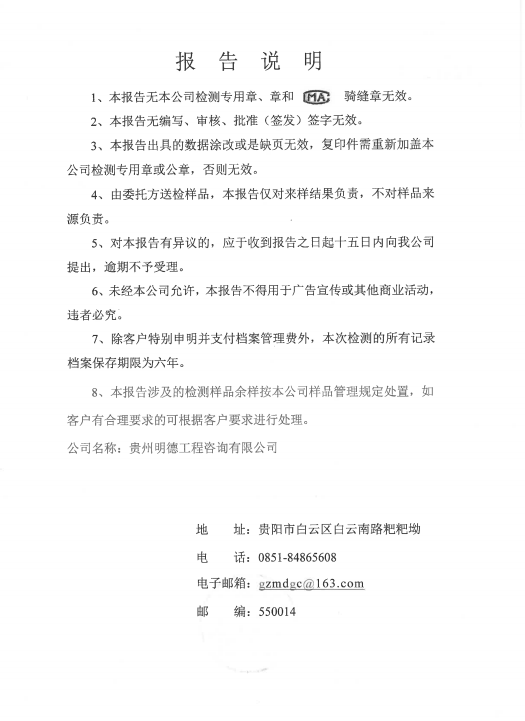 报告说明
1、本报告无本公司检测专用章、章和 MA 骑缝章无效。
2、本报告无编写、审核、批准（签发）签字无效。
3、本报告出具的数据涂改或是缺页无效，复印件需重新加盖本
公司检测专用章或公章，否则无效。
4、由委托方送检样品，本报告仅对来样结果负责，不对样品来
源负责。
5、对本报告有异议的，应于收到报告之日起十五日内向我公司
提出，逾期不予受理。
6、未经本公司允许，本报告不得用于广告宣传或其他商业活动，
违者必究。
7、除客户特别申明并支付档案管理费外，本次检测的所有记录
档案保存期限为六年。
8、本报告涉及的检测样品余样按本公司样品管理规定处置，如
客户有合理要求的可根据客户要求进行处理。
公司名称：贵州明德工程咨询有限公司
地 址：贵阳市白云区白云南路粑粑坳
电 话：0851-84865608
电子邮箱：gzmdgc@163.com
邮 编：550014